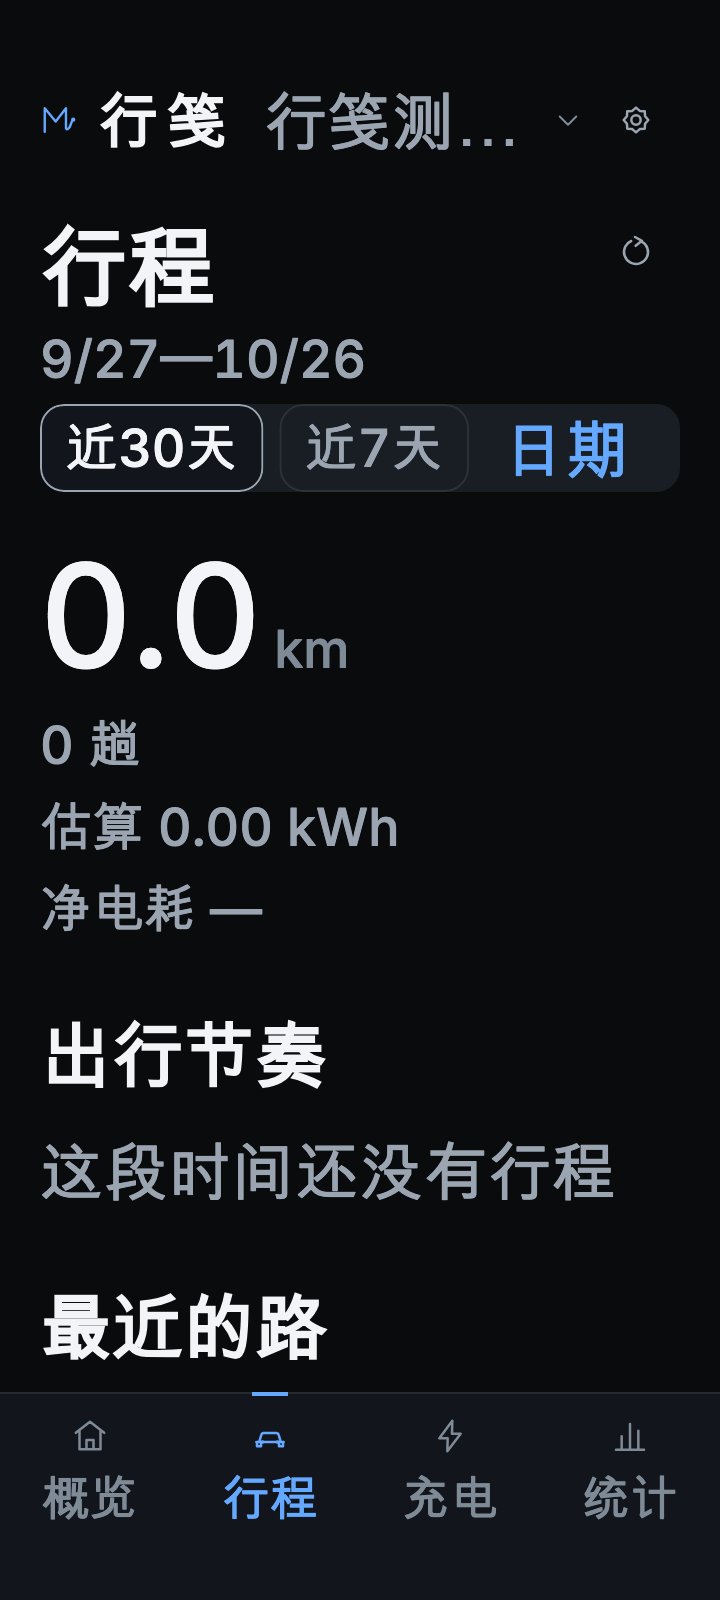 行笺 行笺测...
行程
9/27—10/26
近30天 近7天 日期
0.0 km
0 趟
估算 0.00 kWh
净电耗 —
出行节奏
这段时间还没有行程
最近的路
概览 行程 充电 统计